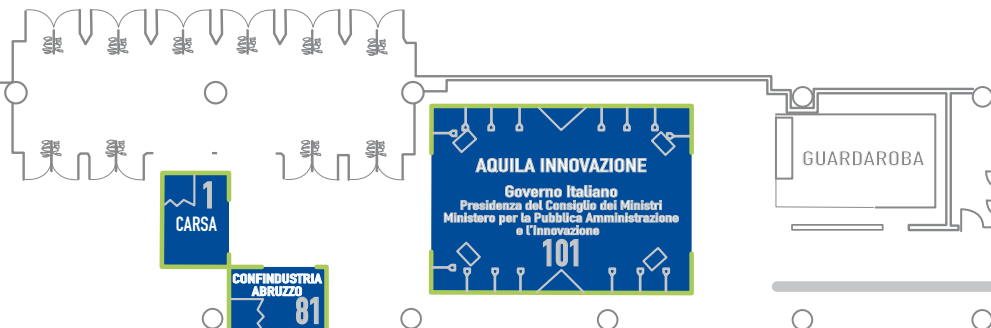 GUARDAROBA
AQUILA INNOVAZIONE
Governo Italiano
Presidenza del Consiglio dei Ministri
Ministero per la Pubblica Amministrazione
e l'Innovazione
101
1
CARSA
CONFINDUSTRIA
ABRUZZO
81